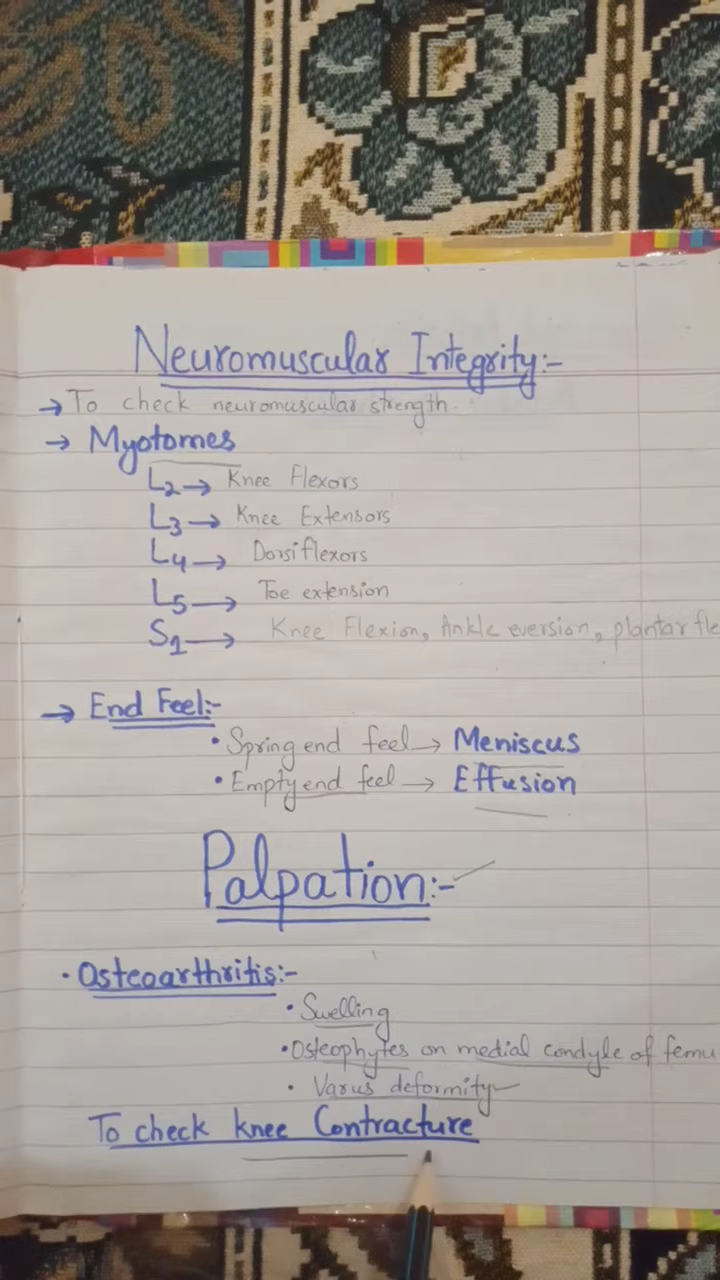 Neuromuscular Integrity:-
→ To check neuromuscular strength.
→ Myotomes
L2 → Knee Flexors
L3 → Knee Extensors
L4 → Dorsiflexors
L5 → Toe extension
S1 → Knee Flexion, Ankle eversion, plantar fle
→ End Feel:-
• Spring end feel → Meniscus
• Empty end feel → Effusion
Palpation:-
• Osteoarthritis:-
• Swelling
• Osteophytes on medial condyle of femu
• Varus deformity
To check knee Contracture